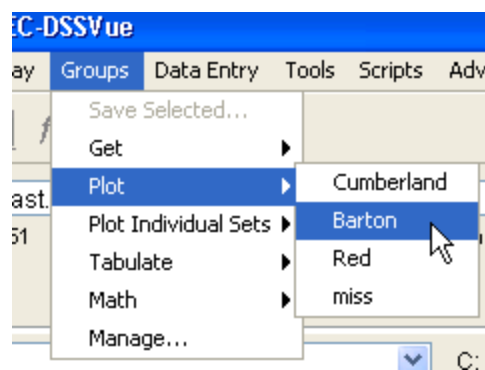 EC-DSSVue
ay Groups Data Entry Tools Scripts Adv
Save Selected...
Get
Plot
Cumberland
ast.
Plot Individual Sets
Barton
51
Tabulate
Red
Math
miss
Manage...
C: